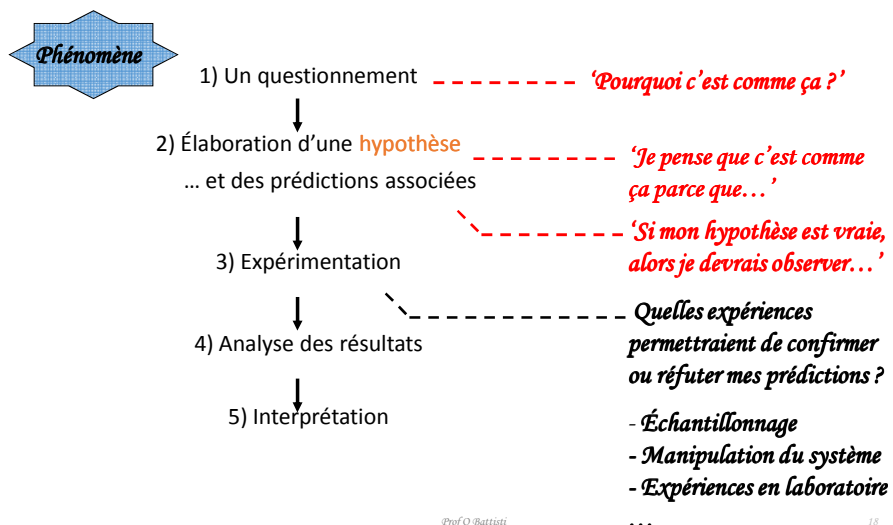 Phénomène
1) Un questionnement
‘Pourquoi c’est comme ça ?’
2) Élaboration d’une hypothèse
… et des prédictions associées
‘Je pense que c’est comme
ça parce que…’
‘Si mon hypothèse est vraie,
alors je devrais observer…’
3) Expérimentation
Quelles expériences
permettraient de confirmer
ou réfuter mes prédictions ?
- Échantillonnage
- Manipulation du système
- Expériences en laboratoire
…
4) Analyse des résultats
5) Interprétation
Prof O Battisti
18